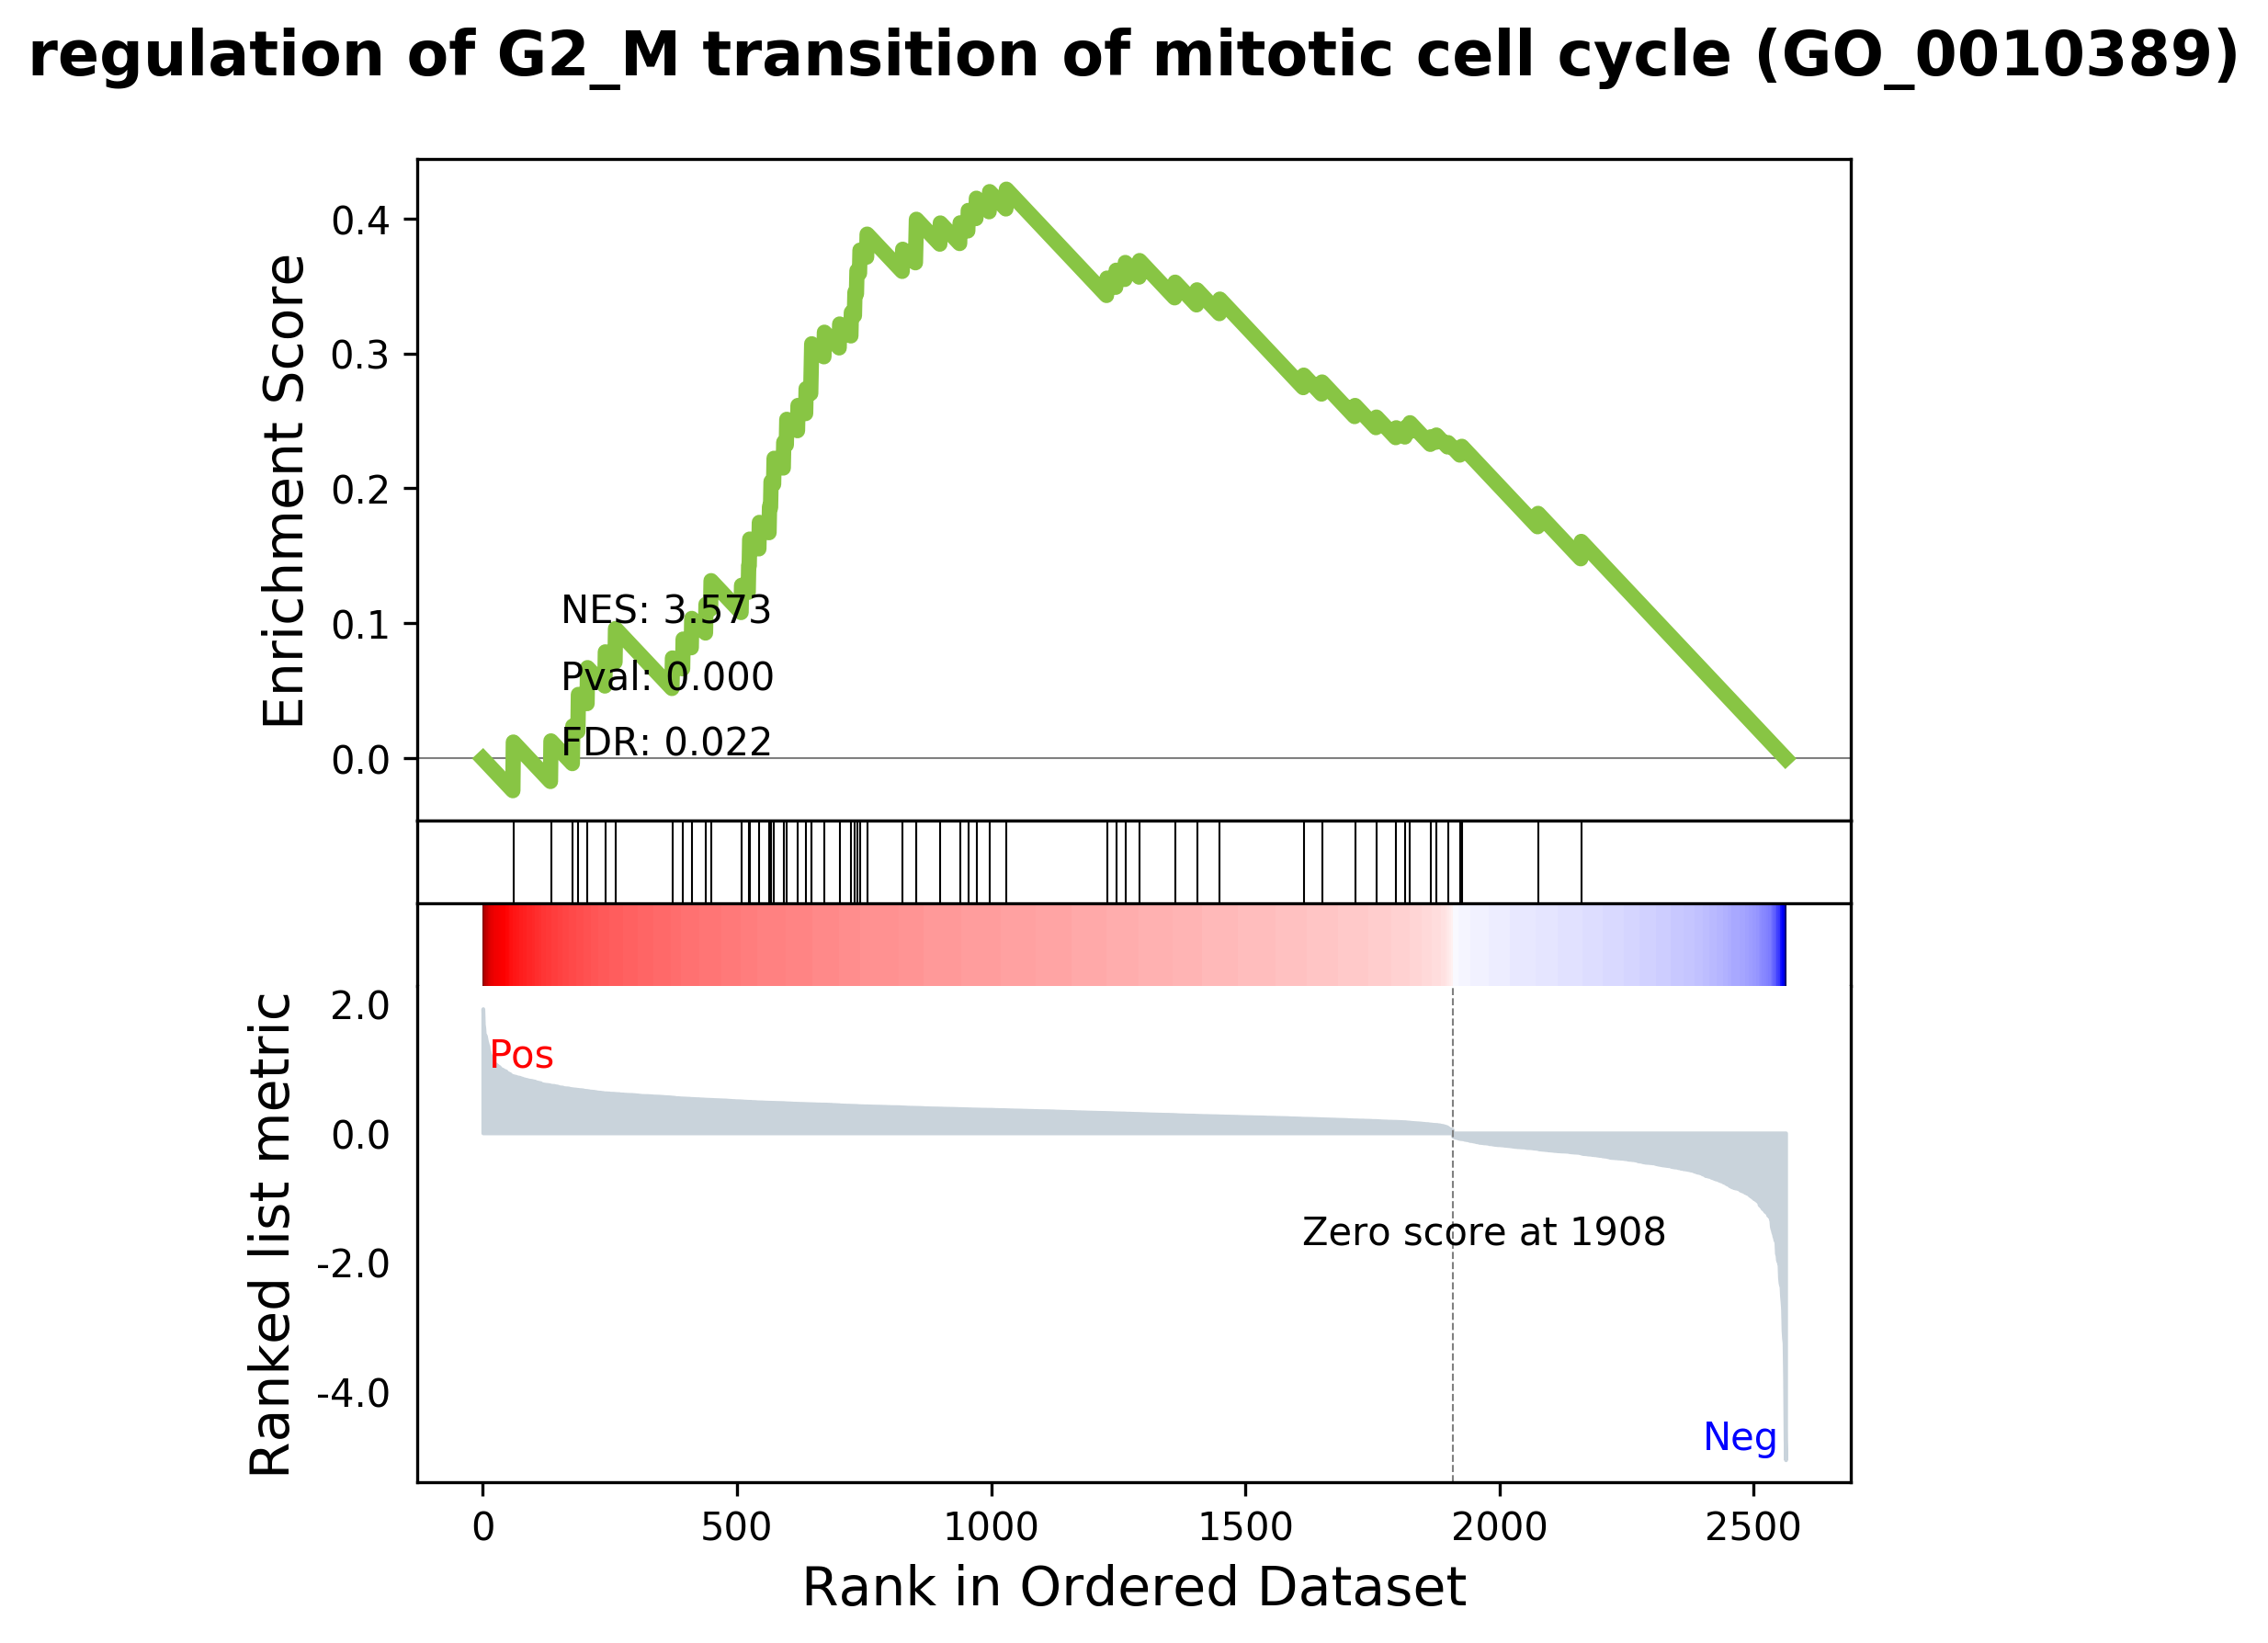 regulation of G2_M transition of mitotic cell cycle (GO_0010389)
Enrichment Score
0.4
0.3
0.2
0.1
0.0
NES: 3.573
Pval: 0.000
FDR: 0.022
Ranked list metric
2.0
0.0
-2.0
-4.0
Pos
Zero score at 1908
Neg
0 500 1000 1500 2000 2500
Rank in Ordered Dataset